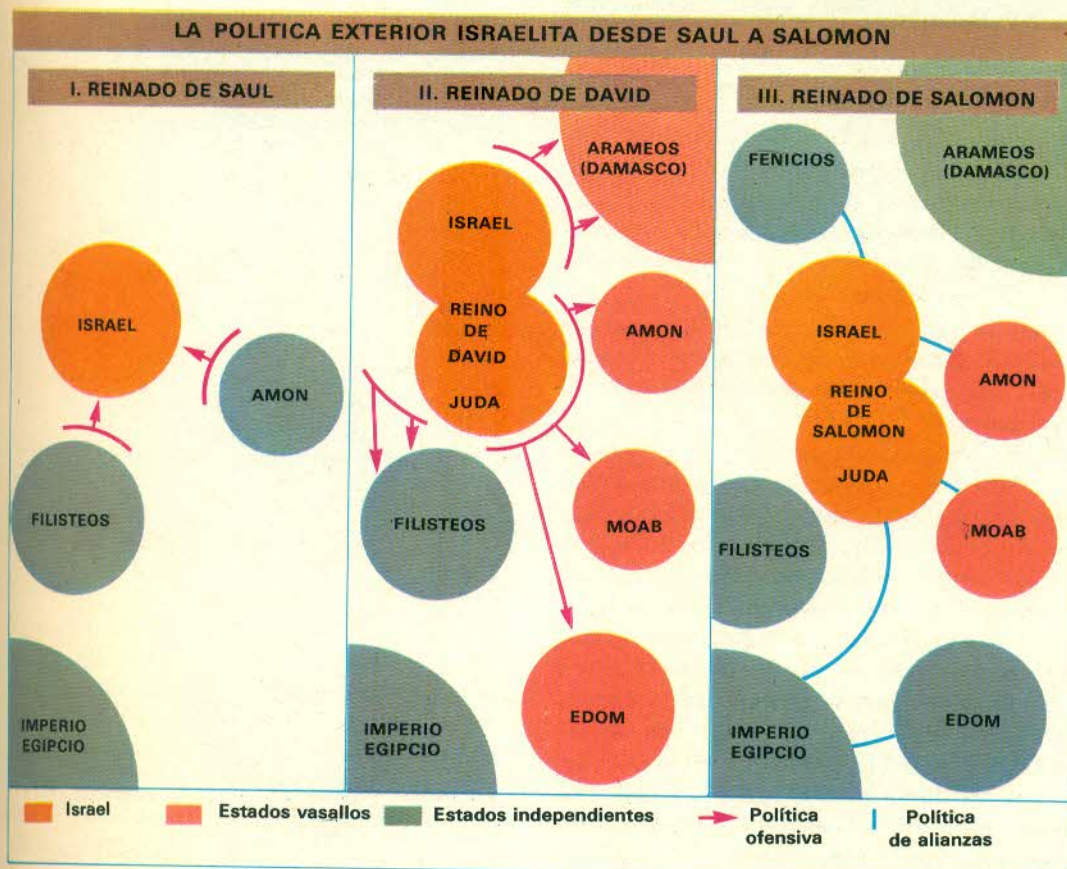 LA POLITICA EXTERIOR ISRAELITA DESDE SAUL A SALOMON
I. REINADO DE SAUL
ISRAEL
AMON
FILISTEOS
IMPERIO
EGIPCIO
II. REINADO DE DAVID
ARAMEOS
(DAMASCO)
ISRAEL
REINO
DE
DAVID
JUDA
AMON
FILISTEOS
MOAB
IMPERIO
EGIPCIO
EDOM
III. REINADO DE SALOMON
FENICIOS
ARAMEOS
(DAMASCO)
ISRAEL
AMON
REINO
DE
SALOMON
JUDA
MOAB
FILISTEOS
IMPERIO
EGIPCIO
EDOM
Israel
Estados vasallos
Estados independientes
Política
ofensiva
Política
de alianzas